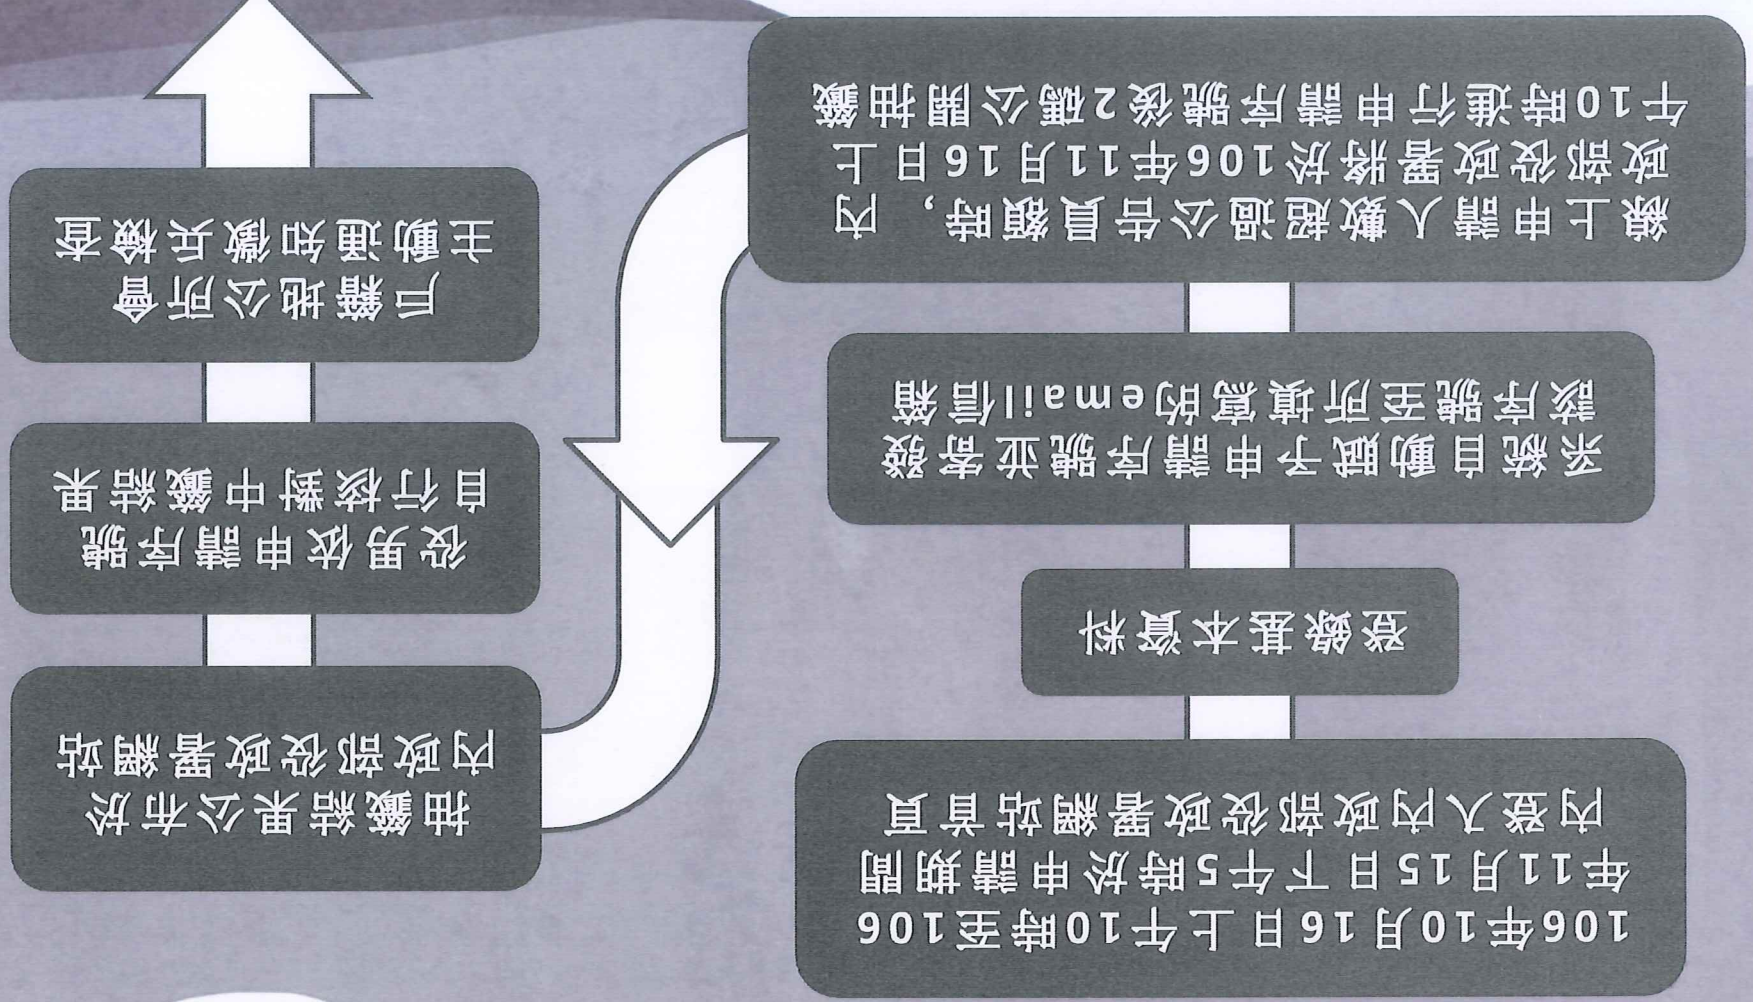 106年10月16日上午10時至106
年11月15日下午5時於申請期間
內登入內政部役政署網站首頁
登錄基本資料
系統自動賦予申請序號並寄發
該序號至所填寫的email信箱
線上申請人數超過公告員額時，內
政部役政署將於106年11月16日上
午10時進行申請序號後2碼公開抽籤
抽籤結果公布於
內政部役政署網站
役男依申請序號
自行核對中籤結果
戶籍地公所會
主動通知徵兵檢查